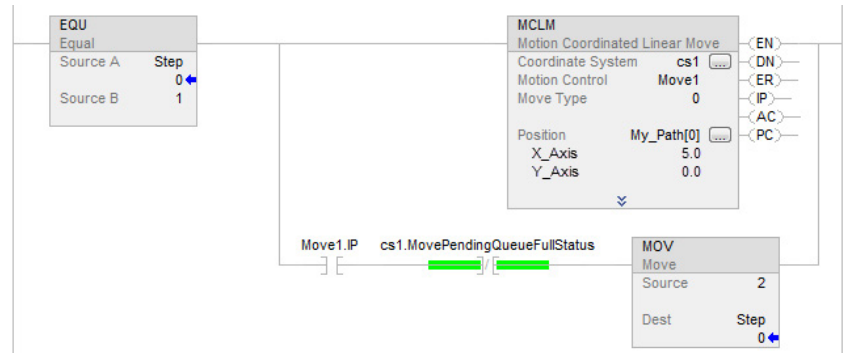 EQU
Equal
Source A Step
0
Source B 1
MCLM
Motion Coordinated Linear Move
Coordinate System cs1 ...
Motion Control Move1
Move Type 0
Position My_Path[0] ...
X_Axis 5.0
Y_Axis 0.0
EN
DN
ER
IP
AC
PC
Move1.IP cs1.MovePendingQueueFullStatus
MOV
Move
Source 2
Dest Step
0